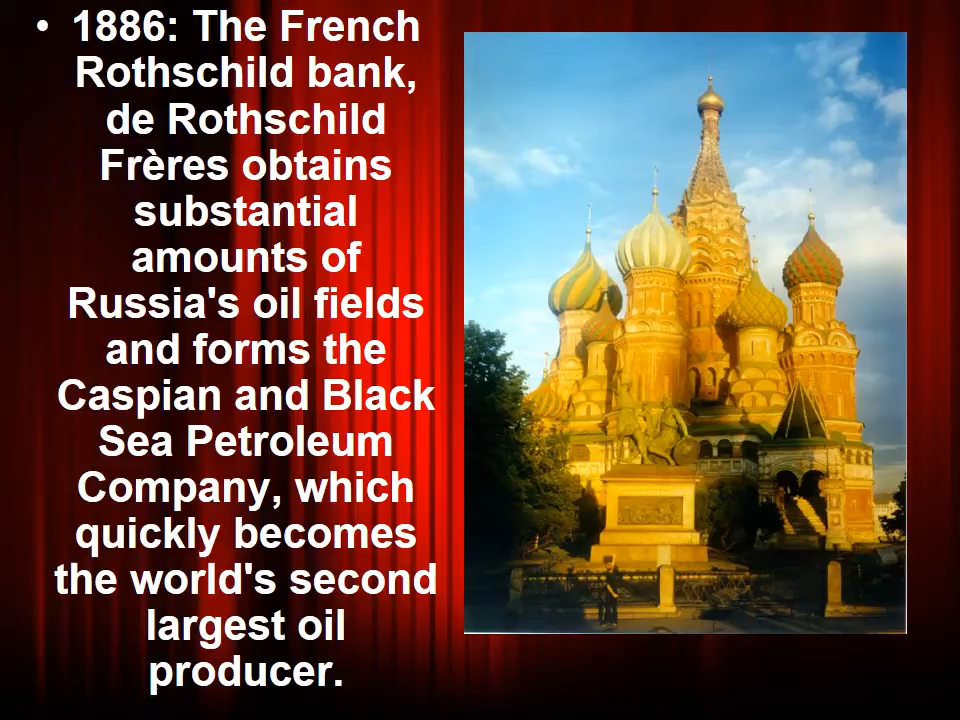 • 1886: The French
Rothschild bank,
de Rothschild
Frères obtains
substantial
amounts of
Russia's oil fields
and forms the
Caspian and Black
Sea Petroleum
Company, which
quickly becomes
the world's second
largest oil
producer.